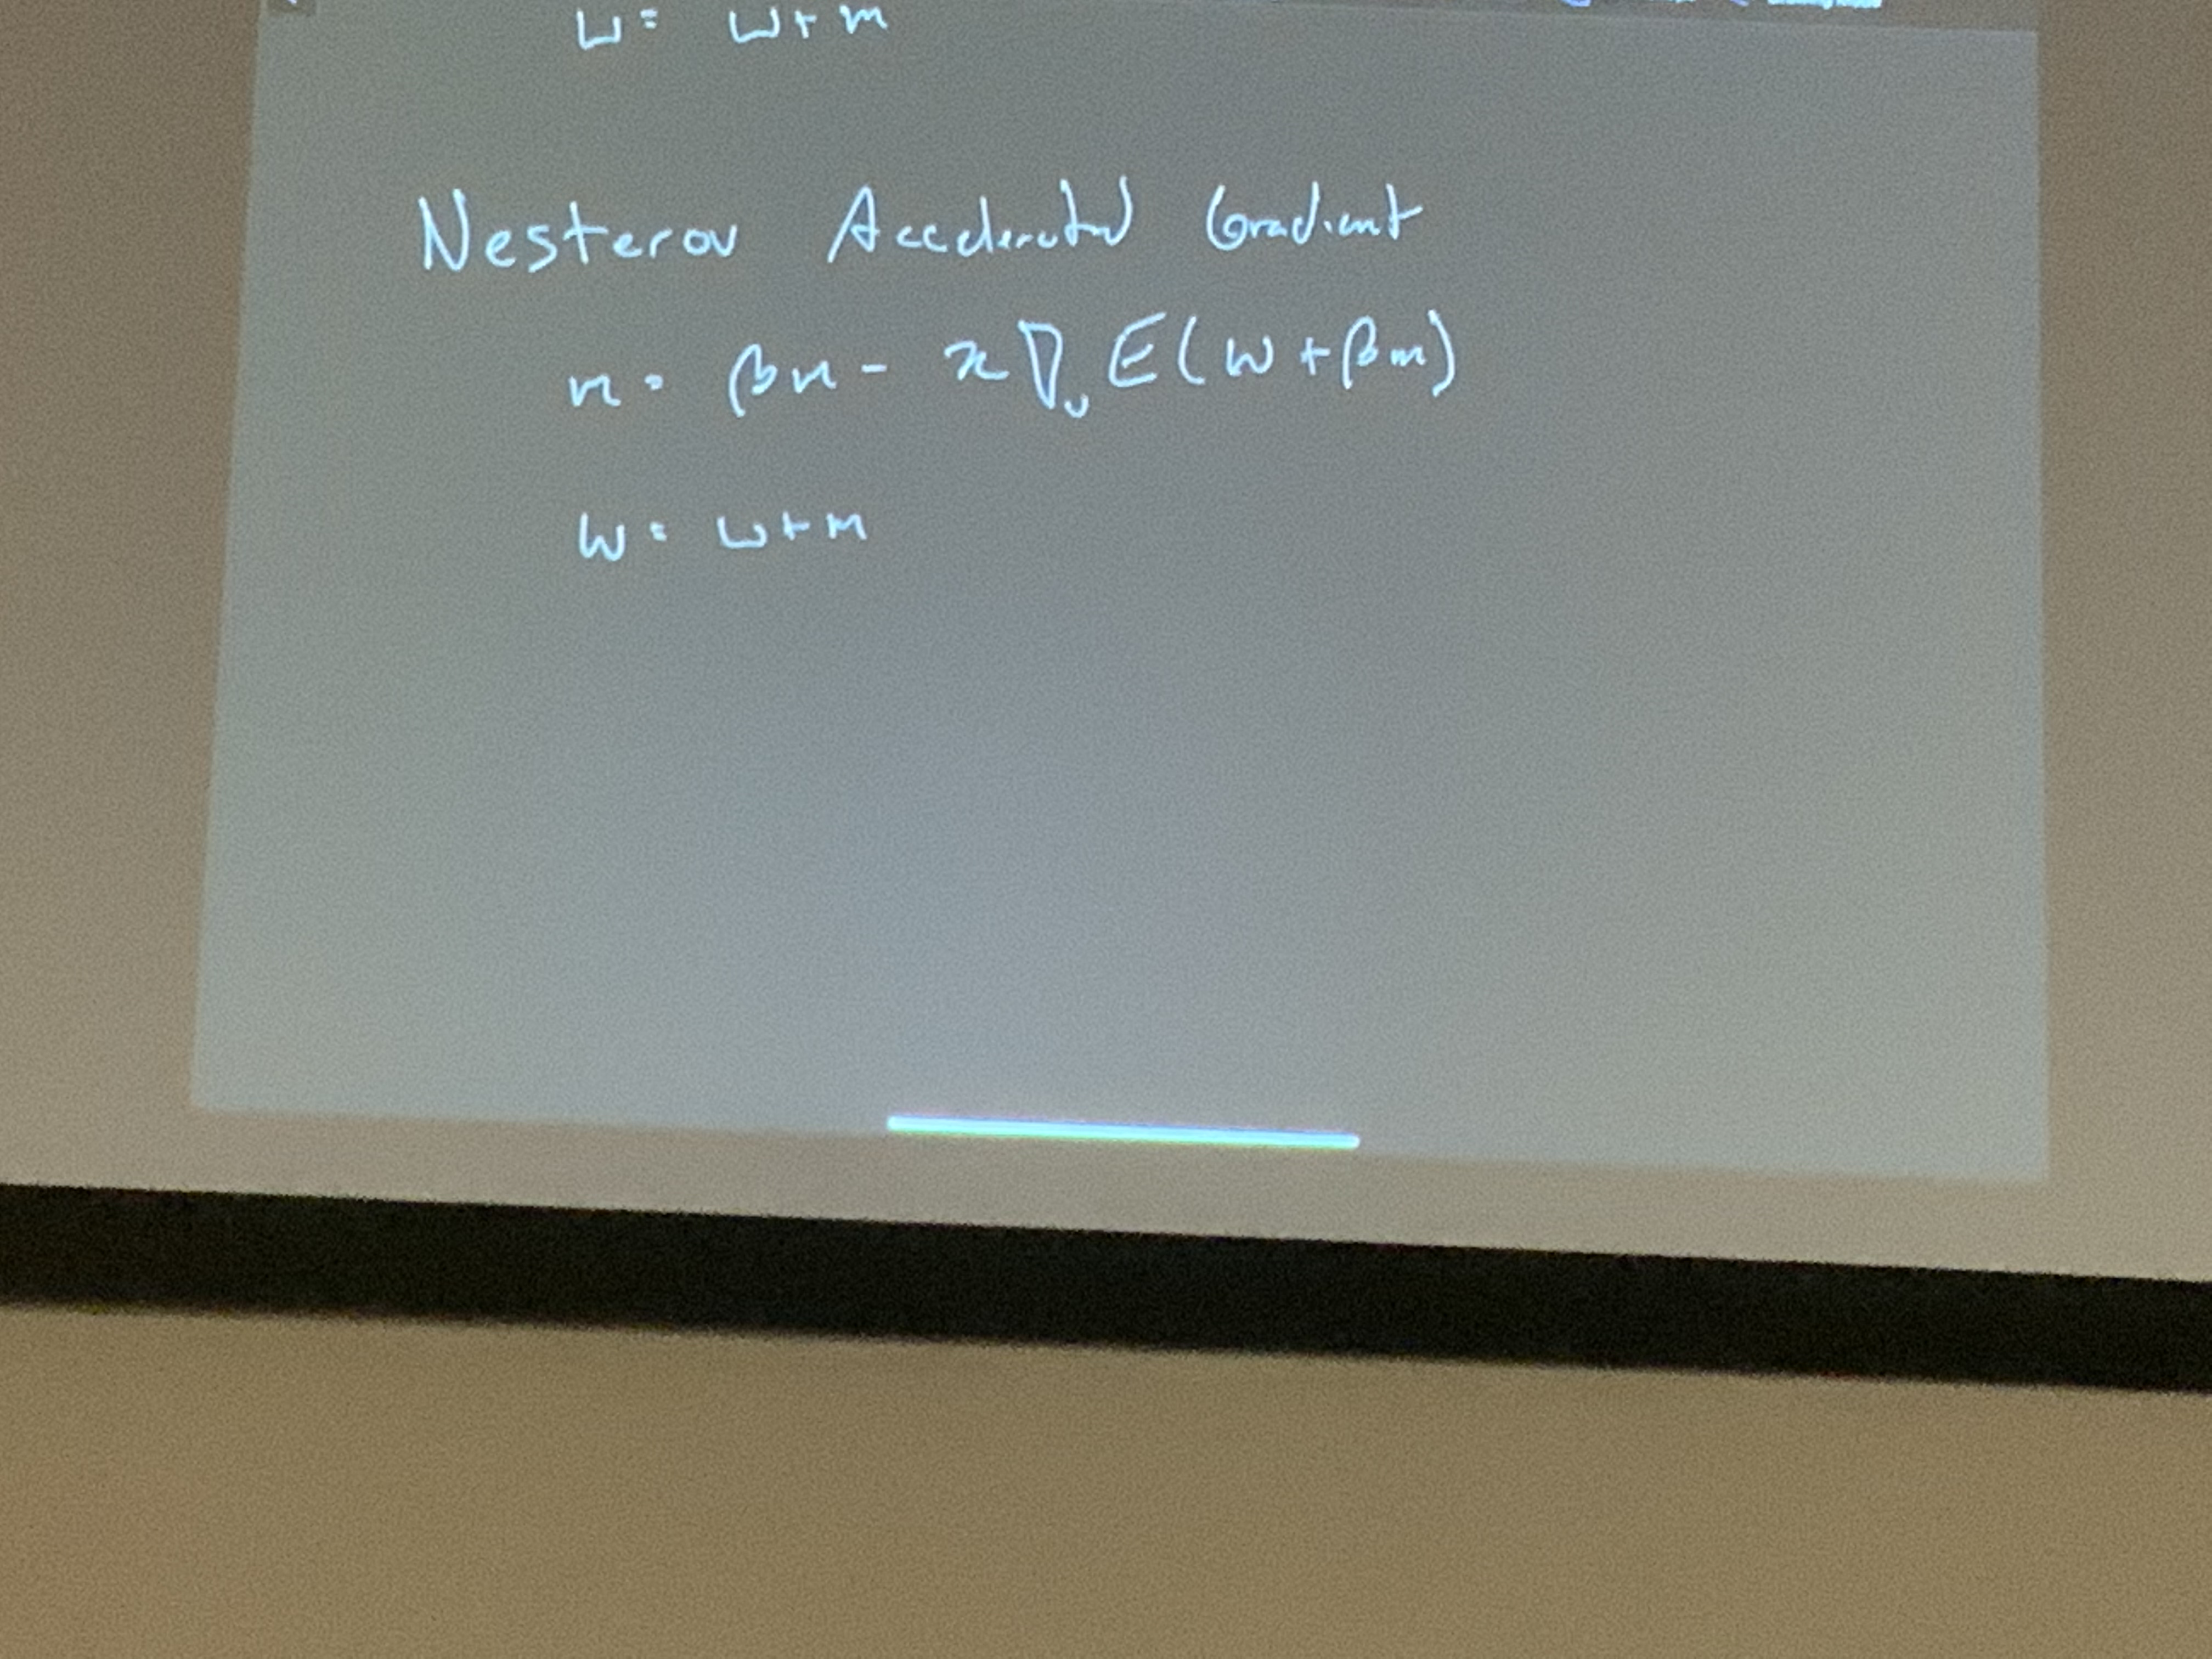 w = w + m
Nesterov Accelerated Gradient
m = βm - η∇w E(w + βm)
w = w + m